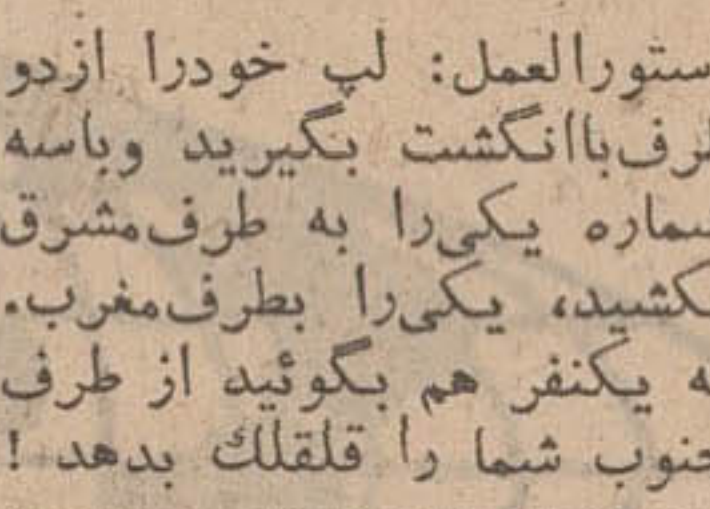 ستورالعمل: لپ خودرا ازدو
طرف‌باانگشت بگیرید وباسه
شماره یکی‌را به طرف‌مشرق
بکشید، یکی‌را بطرف‌مغرب.
به یکنفر هم بگوئید از طرف
جنوب شما را قلقلك بدهد !